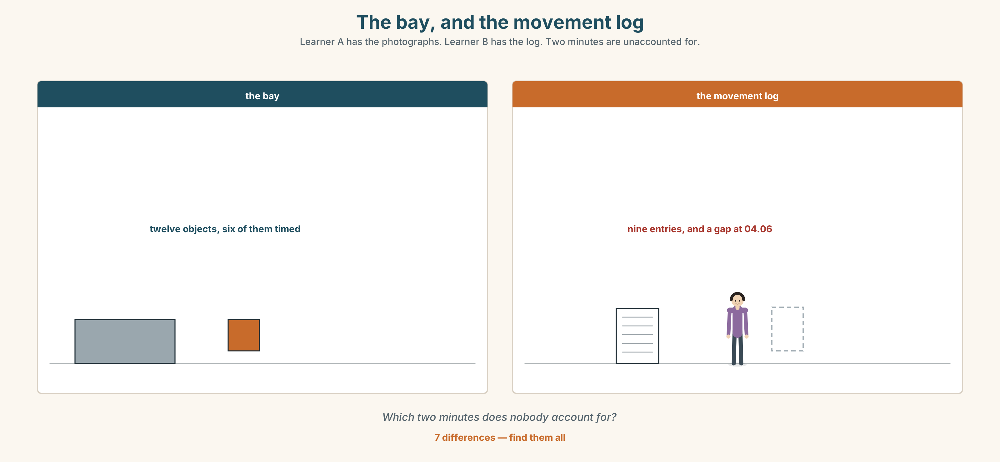 The bay, and the movement log
Learner A has the photographs. Learner B has the log. Two minutes are unaccounted for.
the bay
the movement log
twelve objects, six of them timed
nine entries, and a gap at 04.06
Which two minutes does nobody account for?
7 differences — find them all